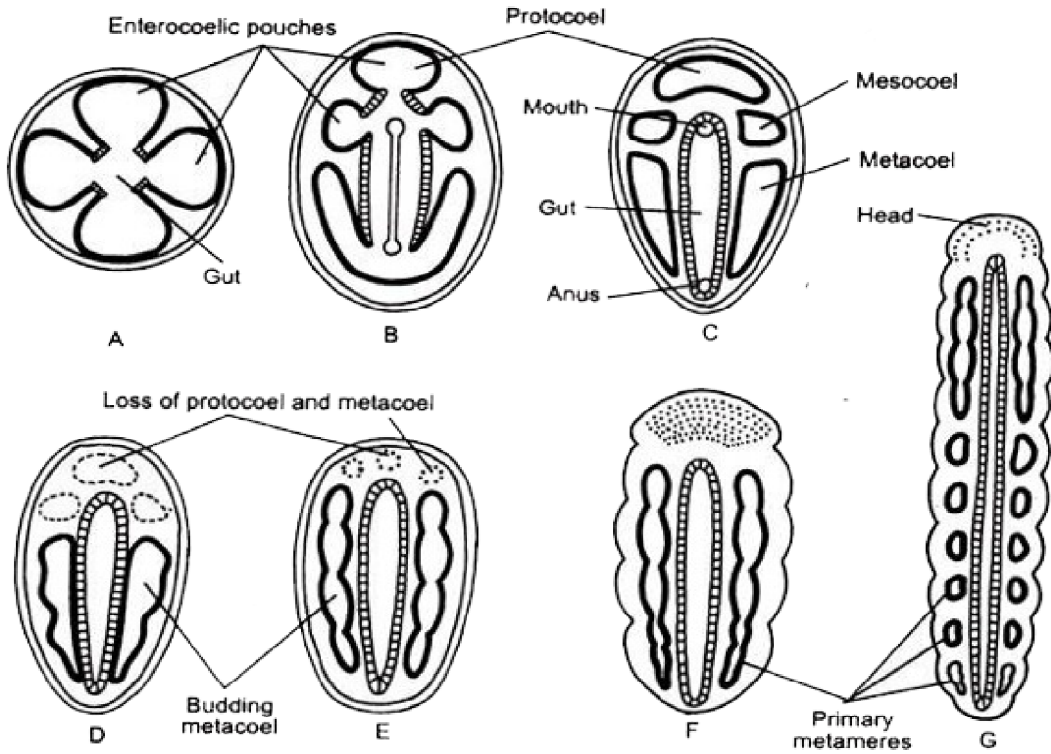 Enterocoelic pouches
Protocoel
Mouth
Mesocoel
Metacoel
Gut
Gut
Anus
Head
A
B
C
Loss of protocoel and metacoel
Budding
metacoel
Primary
metameres
D
E
F
G